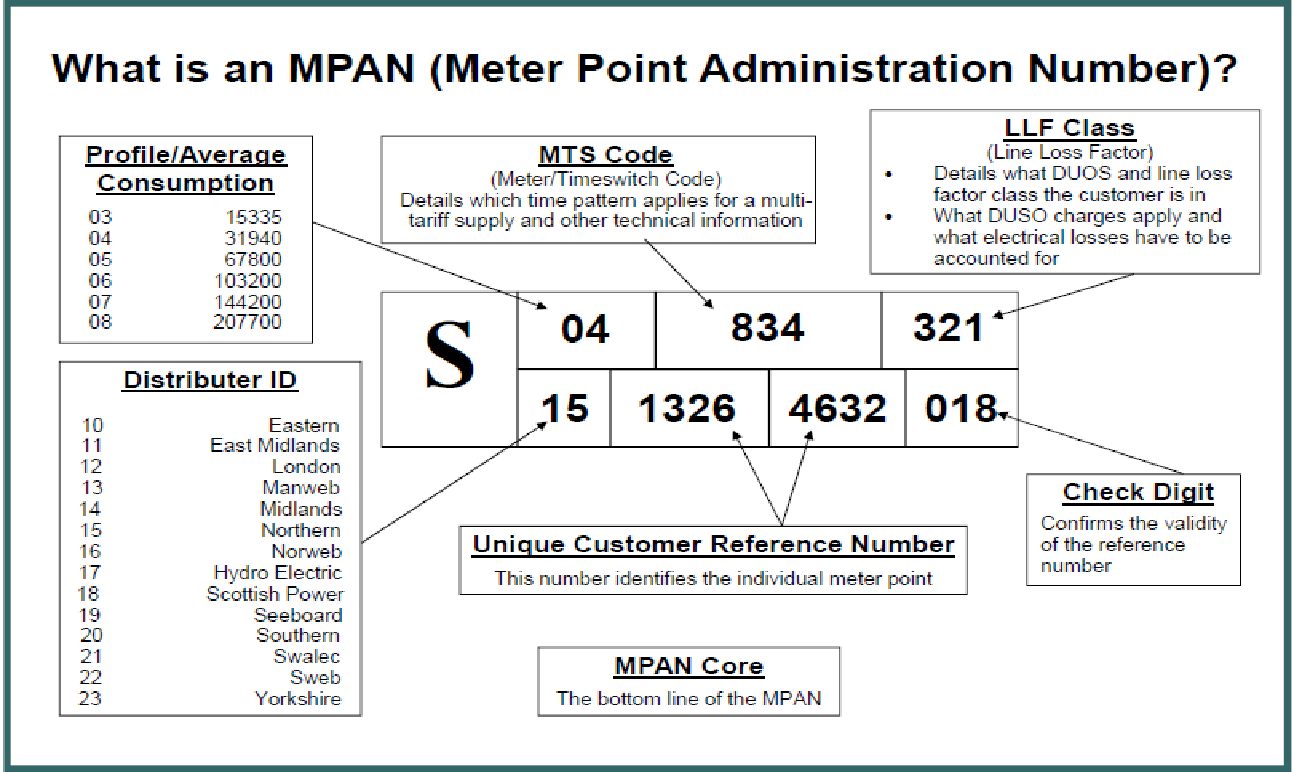 What is an MPAN (Meter Point Administration Number)?
Profile/Average
Consumption
03 15335
04 31940
05 67800
06 103200
07 144200
08 207700
MTS Code
(Meter/Timeswitch Code)
Details which time pattern applies for a multi-
tariff supply and other technical information
LLF Class
(Line Loss Factor)
• Details what DUOS and line loss
factor class the customer is in
• What DUSO charges apply and
what electrical losses have to be
accounted for
S
04 834 321
15 1326 4632 018
Distributer ID
10 Eastern
11 East Midlands
12 London
13 Manweb
14 Midlands
15 Northern
16 Norweb
17 Hydro Electric
18 Scottish Power
19 Seeboard
20 Southern
21 Swalec
22 Sweb
23 Yorkshire
Unique Customer Reference Number
This number identifies the individual meter point
Check Digit
Confirms the validity
of the reference
number
MPAN Core
The bottom line of the MPAN